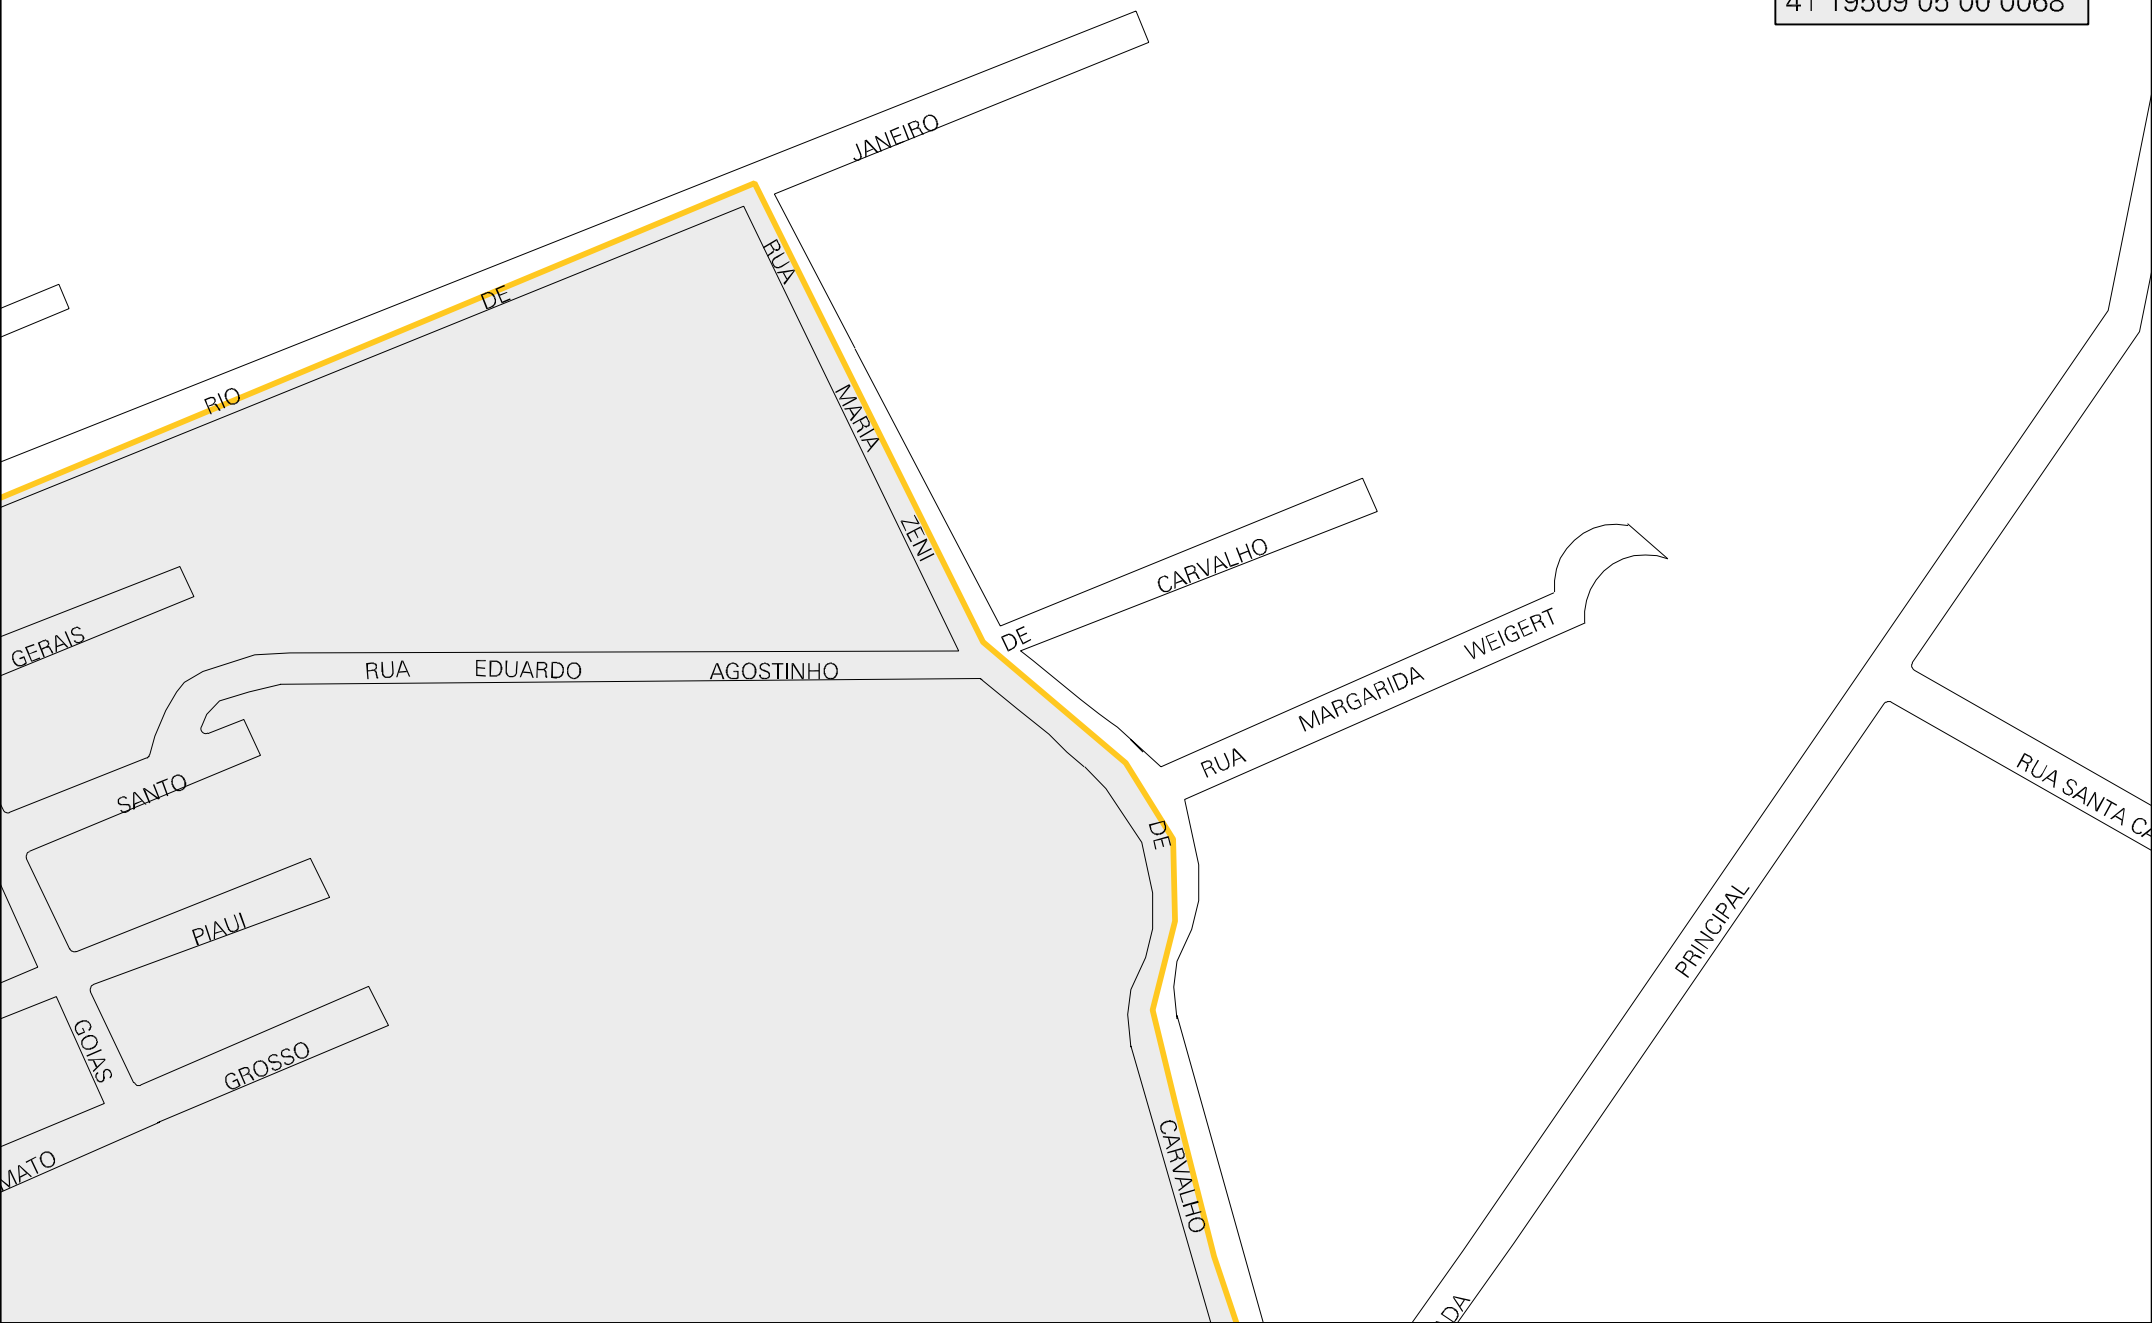 41 19509 05 00 0068
JANEIRO
DE
RIO
RUA
MARIA
ZENI
CARVALHO
DE
GERAIS
RUA EDUARDO AGOSTINHO
RUA MARGARIDA WEIGERT
SANTO
RUA SANTA
DE
PIAUI
PRINCIPAL
GOIAS
GROSSO
MATO
CARVALHO